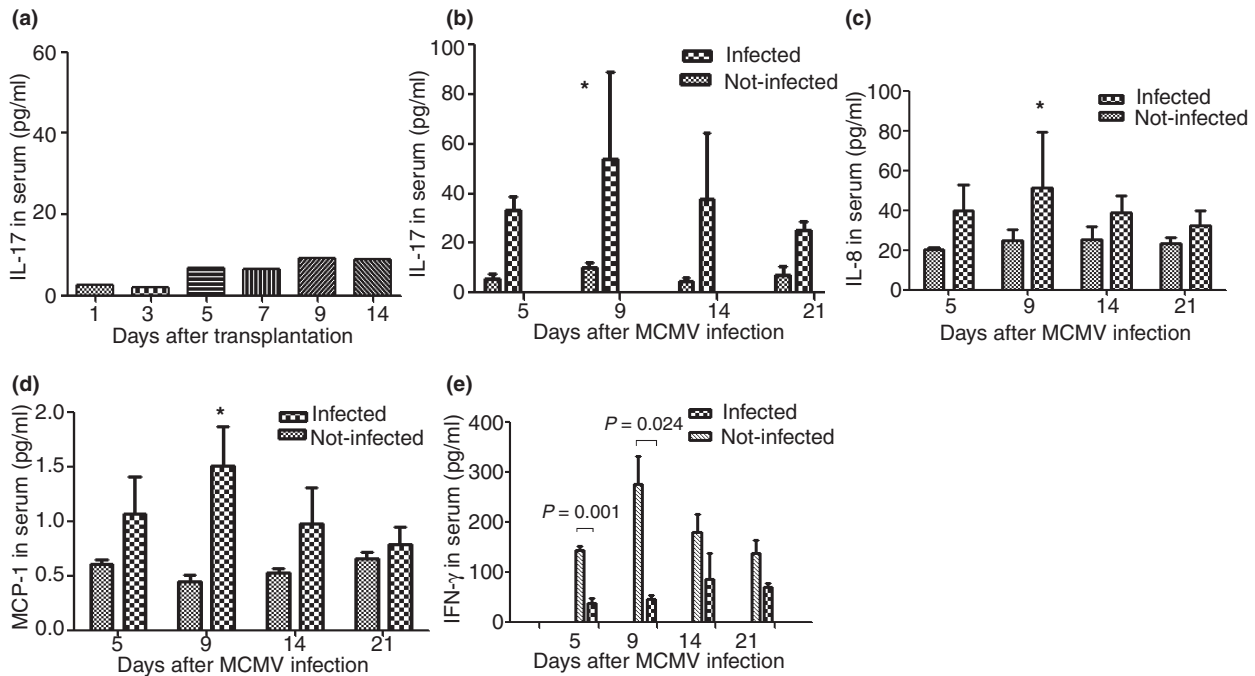 (a)
IL-17 in serum (pg/ml)
60
40
20
0
1 3 5 7 9 14
Days after transplantation
(b)
IL-17 in serum (pg/ml)
100
80
60
40
20
0
*
Infected
Not-infected
5 9 14 21
Days after MCMV infection
(c)
IL-8 in serum (pg/ml)
100
80
60
40
20
0
*
Infected
Not-infected
5 9 14 21
Days after MCMV infection
(d)
MCP-1 in serum (pg/ml)
2.0
1.5
1.0
0.5
0.0
*
Infected
Not-infected
5 9 14 21
Days after MCMV infection
(e)
IFN-γ in serum (pg/ml)
400
300
200
100
0
P = 0.001
P = 0.024
Infected
Not-infected
5 9 14 21
Days after MCMV infection